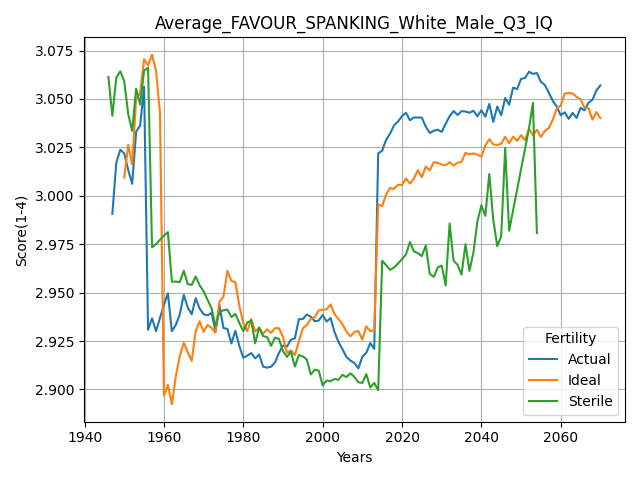 Average_FAVOUR_SPANKING_White_Male_Q3_IQ
3.075
3.050
3.025
3.000
2.975
2.950
2.925
2.900
Score(1-4)
1940 1960 1980 2000 2020 2040 2060
Years
Fertility
Actual
Ideal
Sterile